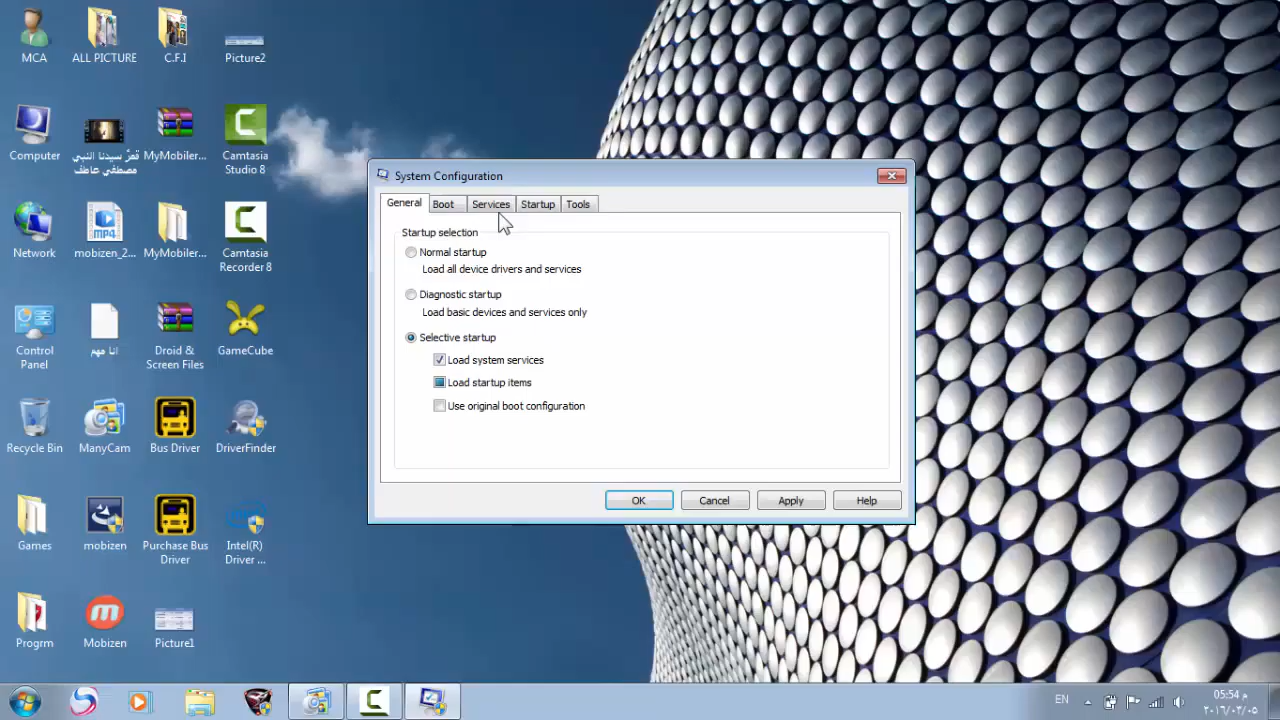 MCA
ALL PICTURE
C.F.I
Picture2
Computer
قمرٌ سيدنا النبي
مصطفى عاطف
MyMobiler...
Camtasia
Studio 8
Network
mobizen_2...
MP4
MyMobiler...
Camtasia
Recorder 8
Control
Panel
انا مهم
Droid &
Screen Files
GameCube
Recycle Bin
ManyCam
Bus Driver
DriverFinder
Games
mobizen
Purchase Bus
Driver
Intel(R)
Driver ...
Progrm
Mobizen
Picture1
System Configuration
General
Boot
Services
Startup
Tools
Startup selection
Normal startup
Load all device drivers and services
Diagnostic startup
Load basic devices and services only
Selective startup
Load system services
Load startup items
Use original boot configuration
OK
Cancel
Apply
Help
EN
05:54 م
٢٠١٦/٠٣/٠٥